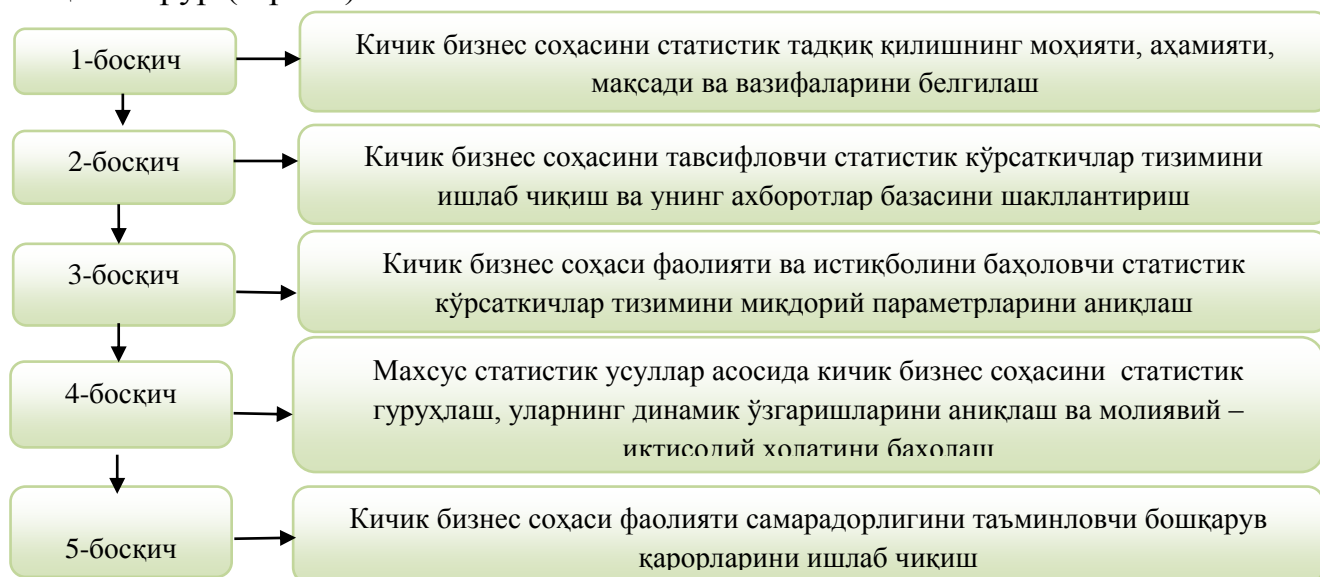 1-босқич
Кичик бизнес соҳасини статистик тадқиқ қилишнинг моҳияти, аҳамияти,
мақсади ва вазифаларини белгилаш
2-босқич
Кичик бизнес соҳасини тавсифловчи статистик кўрсаткичлар тизимини
ишлаб чиқиш ва унинг ахборотлар базасини шакллантириш
3-босқич
Кичик бизнес соҳаси фаолияти ва истиқболини баҳоловчи статистик
кўрсаткичлар тизимини миқдорий параметрларини аниқлаш
4-босқич
Махсус статистик усуллар асосида кичик бизнес соҳасини статистик
гуруҳлаш, уларнинг динамик ўзгаришларини аниқлаш ва молиявий –
иқтисодий ҳолатини баҳолаш
5-босқич
Кичик бизнес соҳаси фаолияти самарадорлигини таъминловчи бошқарув
қарорларини ишлаб чиқиш